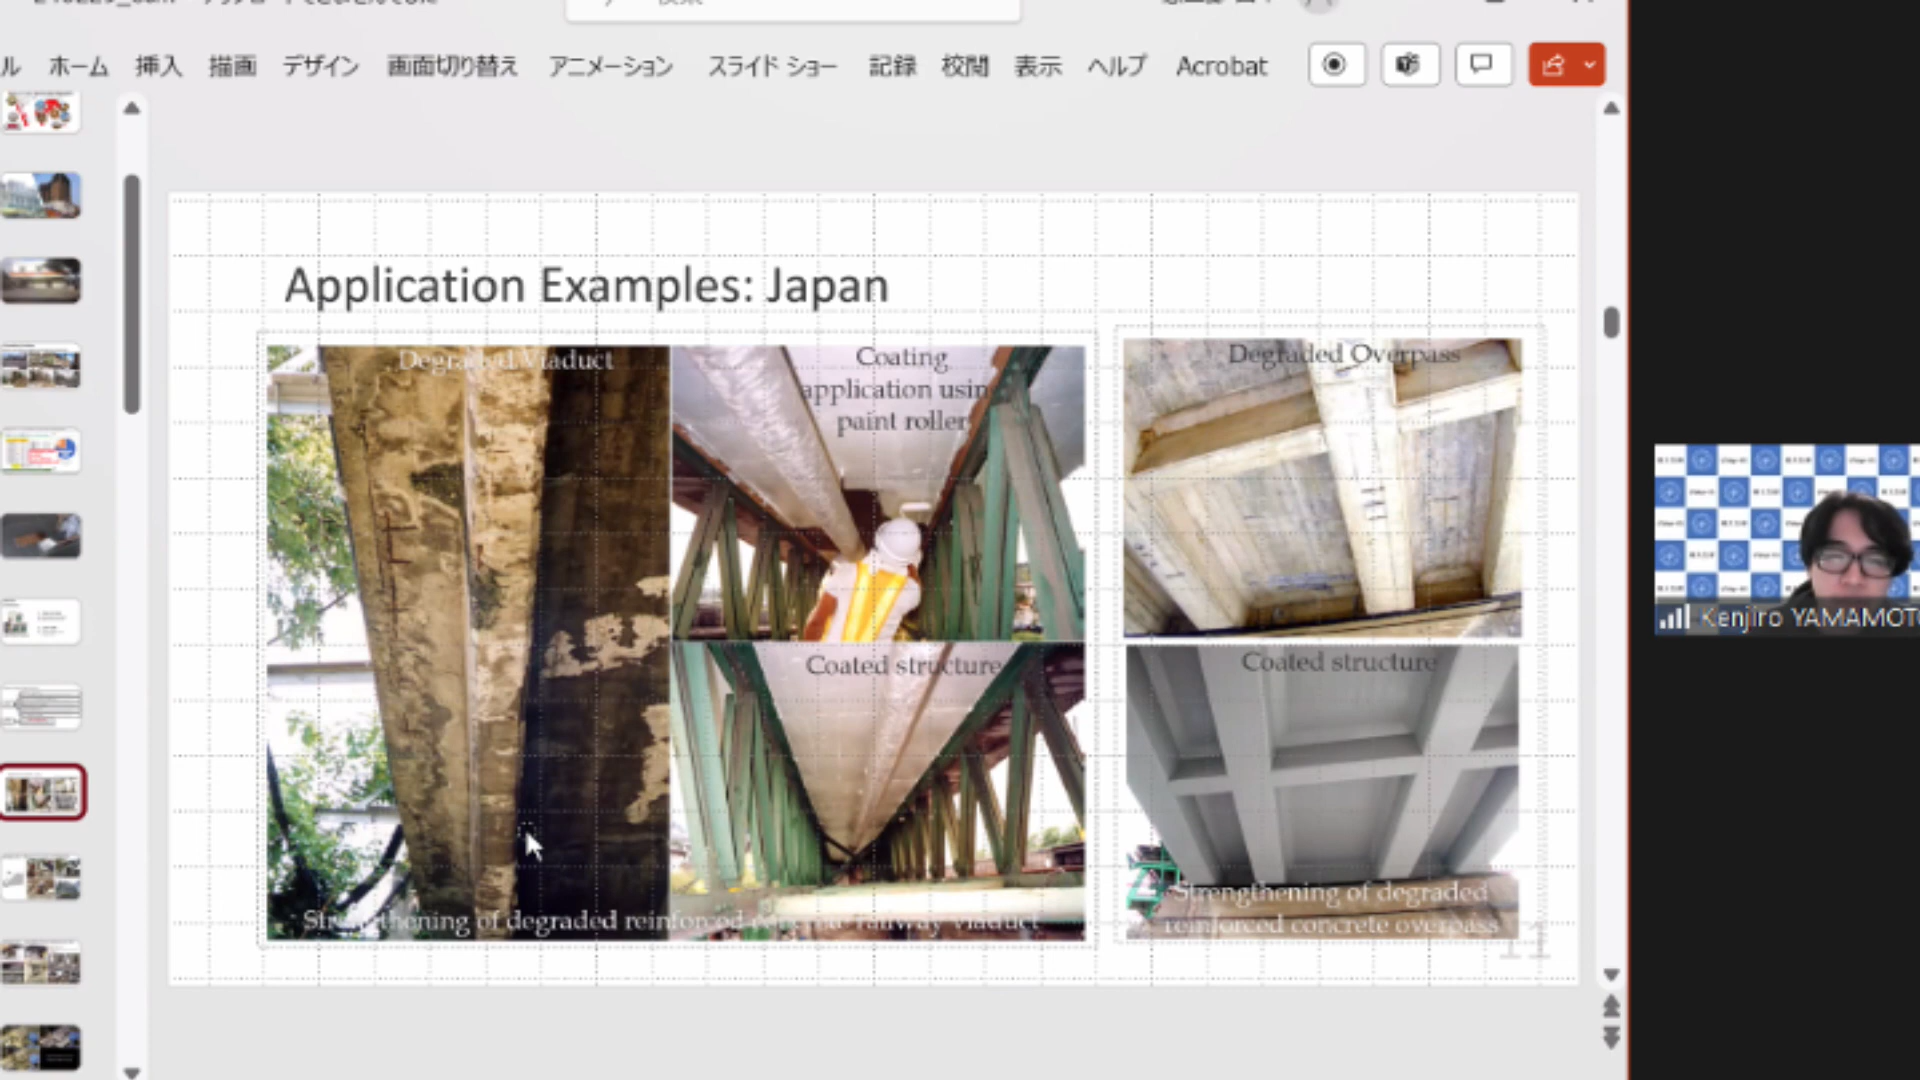 ル ホーム 挿入 描画 デザイン 画面切り替え アニメーション スライド ショー 記録 校閲 表示 ヘルプ Acrobat
Application Examples: Japan
Degraded Viaduct
Coating
application using
paint roller
Coated structure
Strengthening of degraded reinforced concrete railway viaduct
Degraded Overpass
Coated structure
Strengthening of degraded
reinforced concrete overpass
11
Kenjiro YAMAMOTO